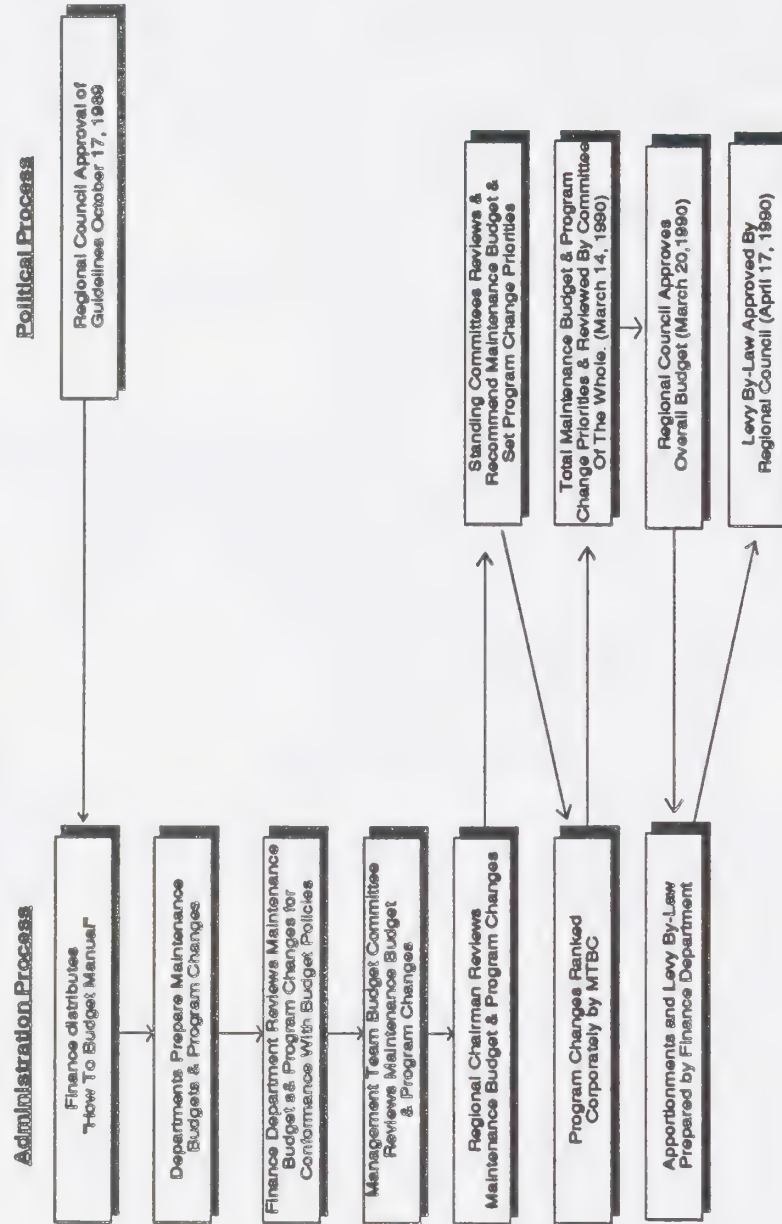 Administration Process
Political Process
Finance distributes
"How To Budget Manual"
Regional Council Approval of
Guidelines October 17, 1989
Departments Prepare Maintenance
Budgets & Program Changes
Finance Department Reviews Maintenance
Budget as& Program Changes for
Conformance With Budget Policies
Management Team Budget Committee
Reviews Maintenance Budget
& Program Changes
Regional Chairman Reviews
Maintenance Budget & Program Changes
Standing Committees Reviews &
Recommend Maintenance Budget &
Set Program Change Priorities
Program Changes Ranked
Corporately by MTBC
Total Maintenance Budget & Program
Change Priorities & Reviewed By Committee
Of The Whole. (March 14, 1990)
Regional Council Approves
Overall Budget (March 20,1990)
Apportionments and Levy By-Law
Prepared by Finance Department
Levy By-Law Approved By
Regional Council (April 17, 1990)